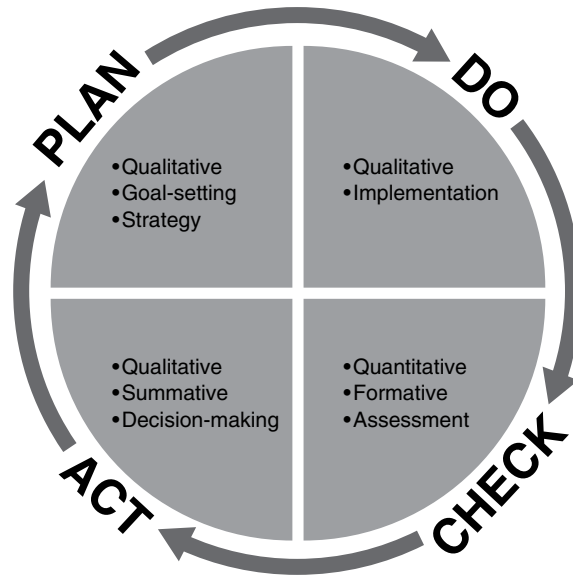 PLAN
•Qualitative
•Goal-setting
•Strategy
DO
•Qualitative
•Implementation
CHECK
•Quantitative
•Formative
•Assessment
ACT
•Qualitative
•Summative
•Decision-making